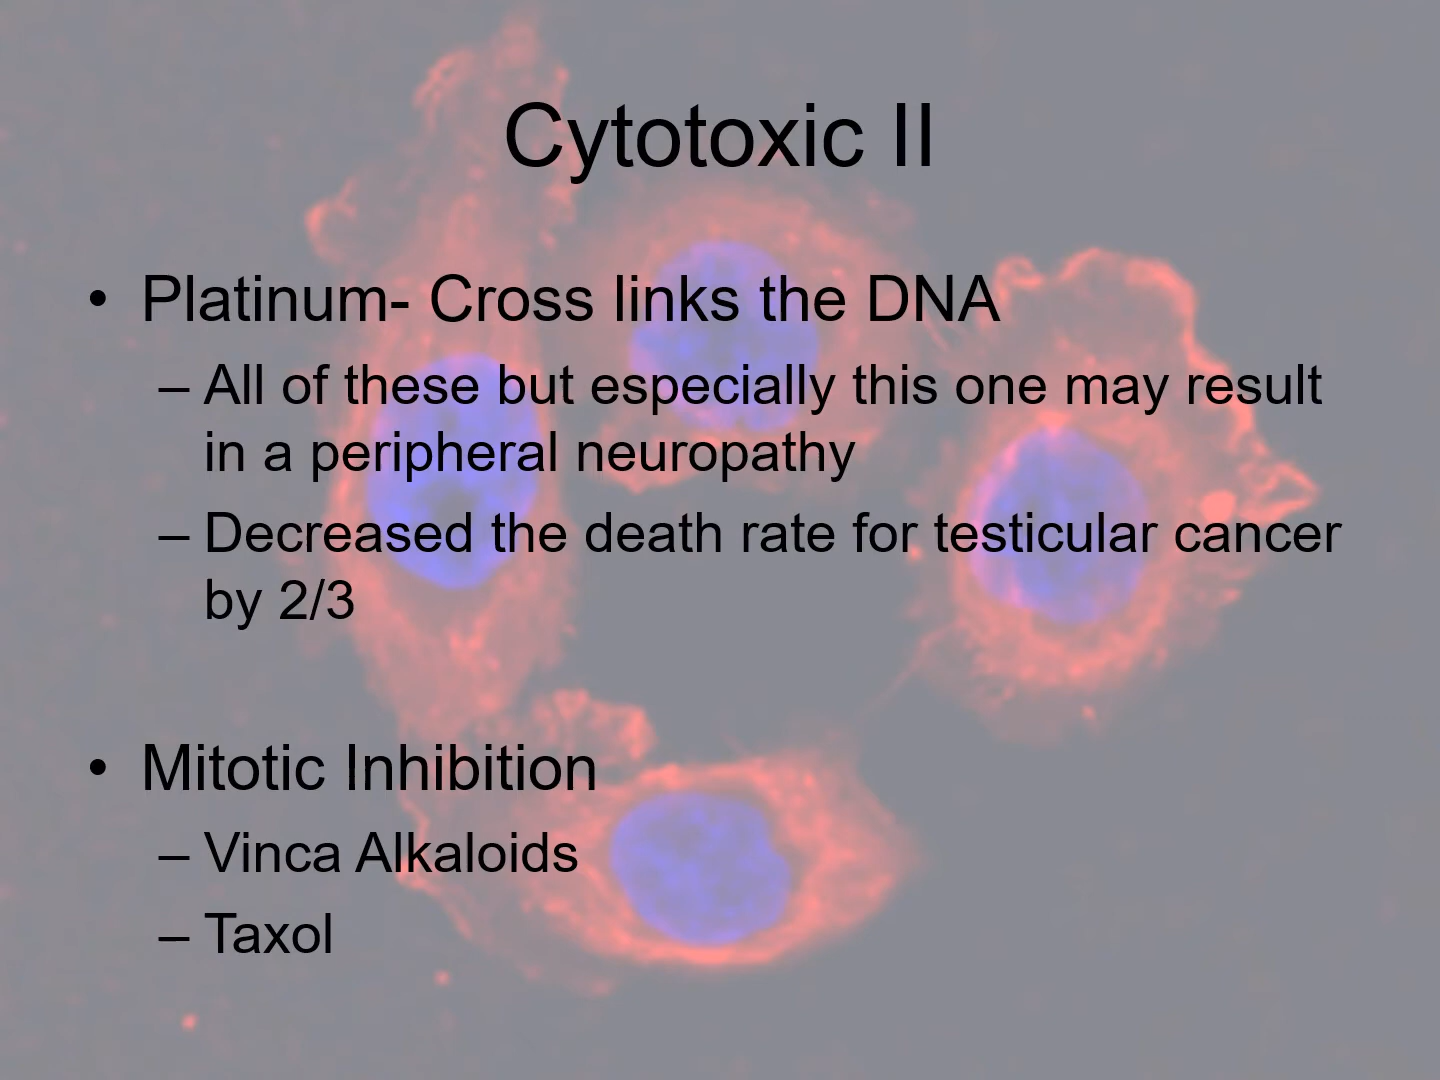 Cytotoxic II
• Platinum- Cross links the DNA
– All of these but especially this one may result
in a peripheral neuropathy
– Decreased the death rate for testicular cancer
by 2/3
• Mitotic Inhibition
– Vinca Alkaloids
– Taxol